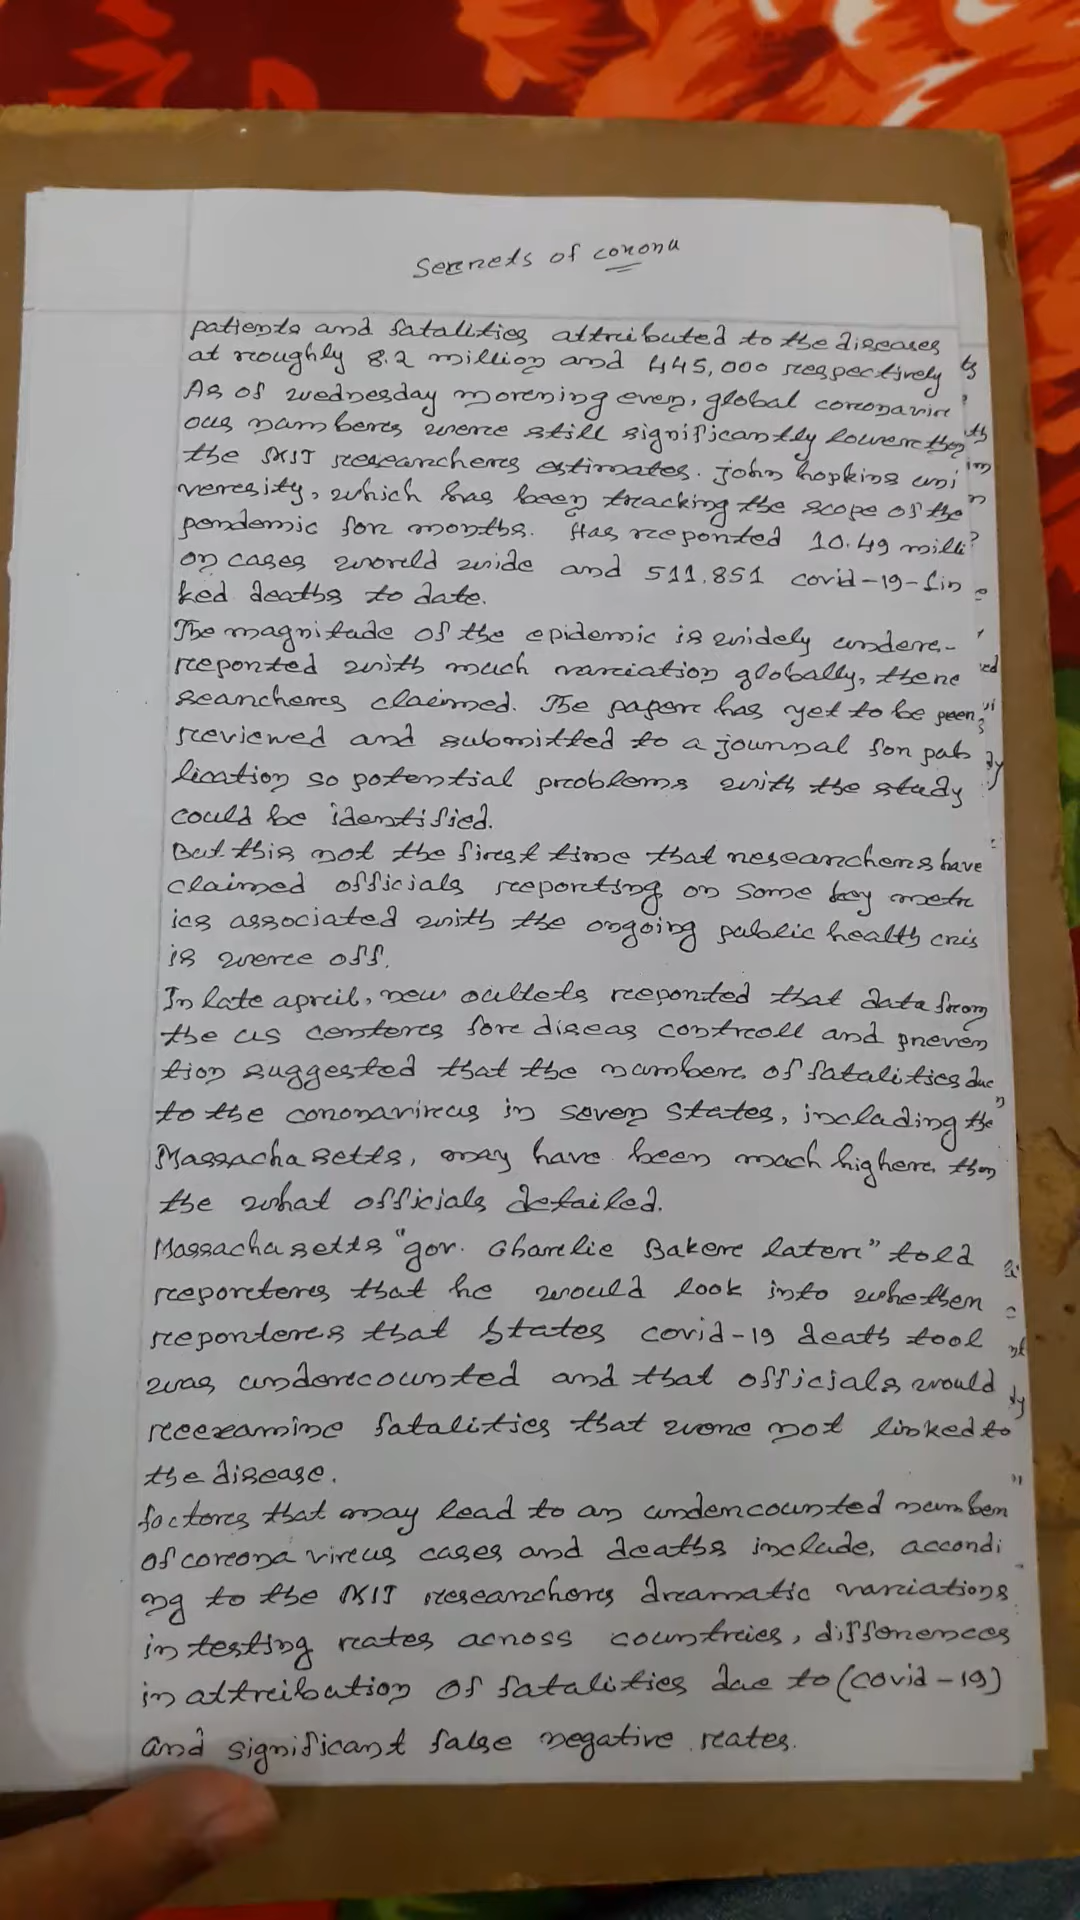 Secrets of corona
patients and fatalities attributed to the diseases
at roughly 8.2 million and 445,000 respectively
As of wednesday morning even, global coronavir
ous numbers were still significantly lower then
the MIT researchers estimates. john hopkins uni
versity, which has been tracking the scope of the
pendemic for months. Has reported 10.49 milli
on cases world wide and 511,851 covid-19-lin
ked deaths to date.
The magnitude of the epidemic is widely under-
reported with much variation globally, the re
searchers claimed. The paper has yet to be peer
reviewed and submitted to a journal for pub
lication so potential problems with the study
could be identified.
But this not the first time that researchers have
claimed officials reporting on some key metr
ics associated with the ongoing public health cris
is were off.
In late april, new outlets reported that data from
the us centers for diseas controll and preven
tion suggested that the numbers of fatalities due
to the coronavirus in seven states, including the
Massachusetts, may have been much higher than
the what officials detailed.
Massachusetts "gov. Charlie Baker later" told
reporters that he would look into whether
reporters that states covid-19 death tool
was undercounted and that officials would
reexamine fatalities that were not linked to
the disease.
factors that may lead to an undercounted number
of corona virus cases and deaths include, accordi
ng to the MIT researchers dramatic variations
in testing rates across countries, differences
in attribution of fatalities due to (covid-19)
and significant false negative rates.